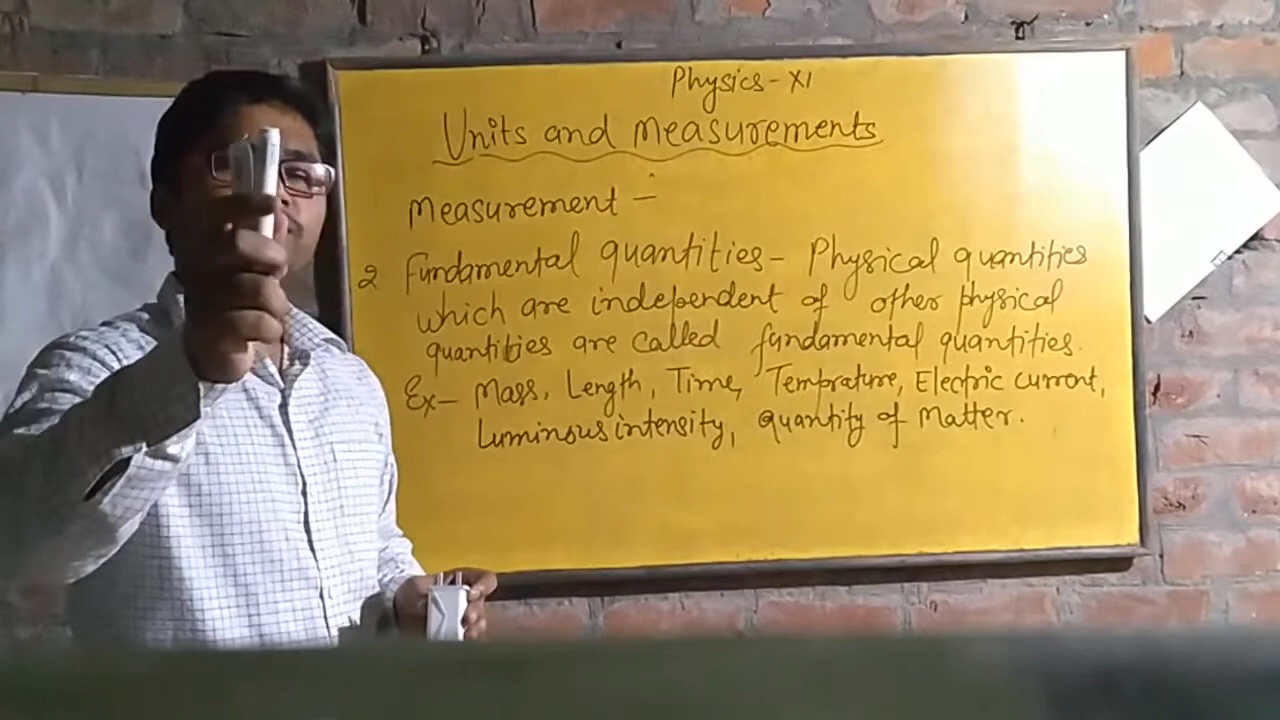 Physics - XI
Units and Measurements
Measurement -
2 Fundamental quantities - Physical quantities
which are independent of other physical
quantities are called fundamental quantities.
Ex - Mass, Length, Time, Temprature, Electric current,
Luminous intensity, quantity of Matter.